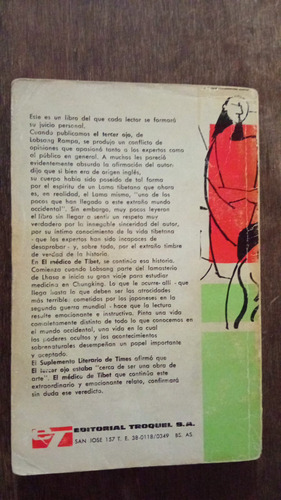 Este es un libro del que cada lector se formará
su juicio personal.
Cuando publicamos el tercer ojo, de
Lobsang Rampa, se produjo un conflicto de
opiniones que apasionó tanto a los expertos como
al público en general. A muchos les pareció
evidentemente absurda la afirmación del autor:
dijo que si bien era de origen inglés,
su cuerpo había sido poseído de tal forma
por el espíritu de un Lama tibetano que ahora
es, en realidad, el Lama mismo, "uno de los
pocos que han llegado a este extraño mundo
occidental". Sin embargo, muy pocos leyeron
el libro sin llegar a sentir un respeto muy
verdadero por la innegable sinceridad del autor,
por su íntimo conocimiento de la vida tibetana
-que los expertos han sido incapaces de
desaprobar- y, sobre todo, por el extraño timbre
de verdad de la historia.
En El médico de Tibet, se continúa esa historia.
Comienza cuando Lobsang parte del lamasterio
de Lhasa e inicia su gran viaje para estudiar
medicina en Chungking. Lo que le ocurre allí - que
llega hasta lo que deben ser las atrocidades
más terribles: cometidas por los japoneses en la
segunda guerra mundial - hace que la lectura
resulte emocionante e instructiva. Pinta una vida
completamente distinta de todo lo que conocemos en
el mundo occidental, una vida en la cual
los poderes ocultos y los acontecimientos
sobrenaturales desempeñan un papel importante
y aceptado.
El Suplemento Literario de Times afirmó que
El tercer ojo estaba "cerca de ser una obra de
arte". El médico de Tibet que continúa este
extraordinario y emocionante relato, confirmará
sin duda ese veredicto.
EDITORIAL TROQUEL S.A.
SAN JOSE 157 T. E. 38-0118/0349 BS. AS.